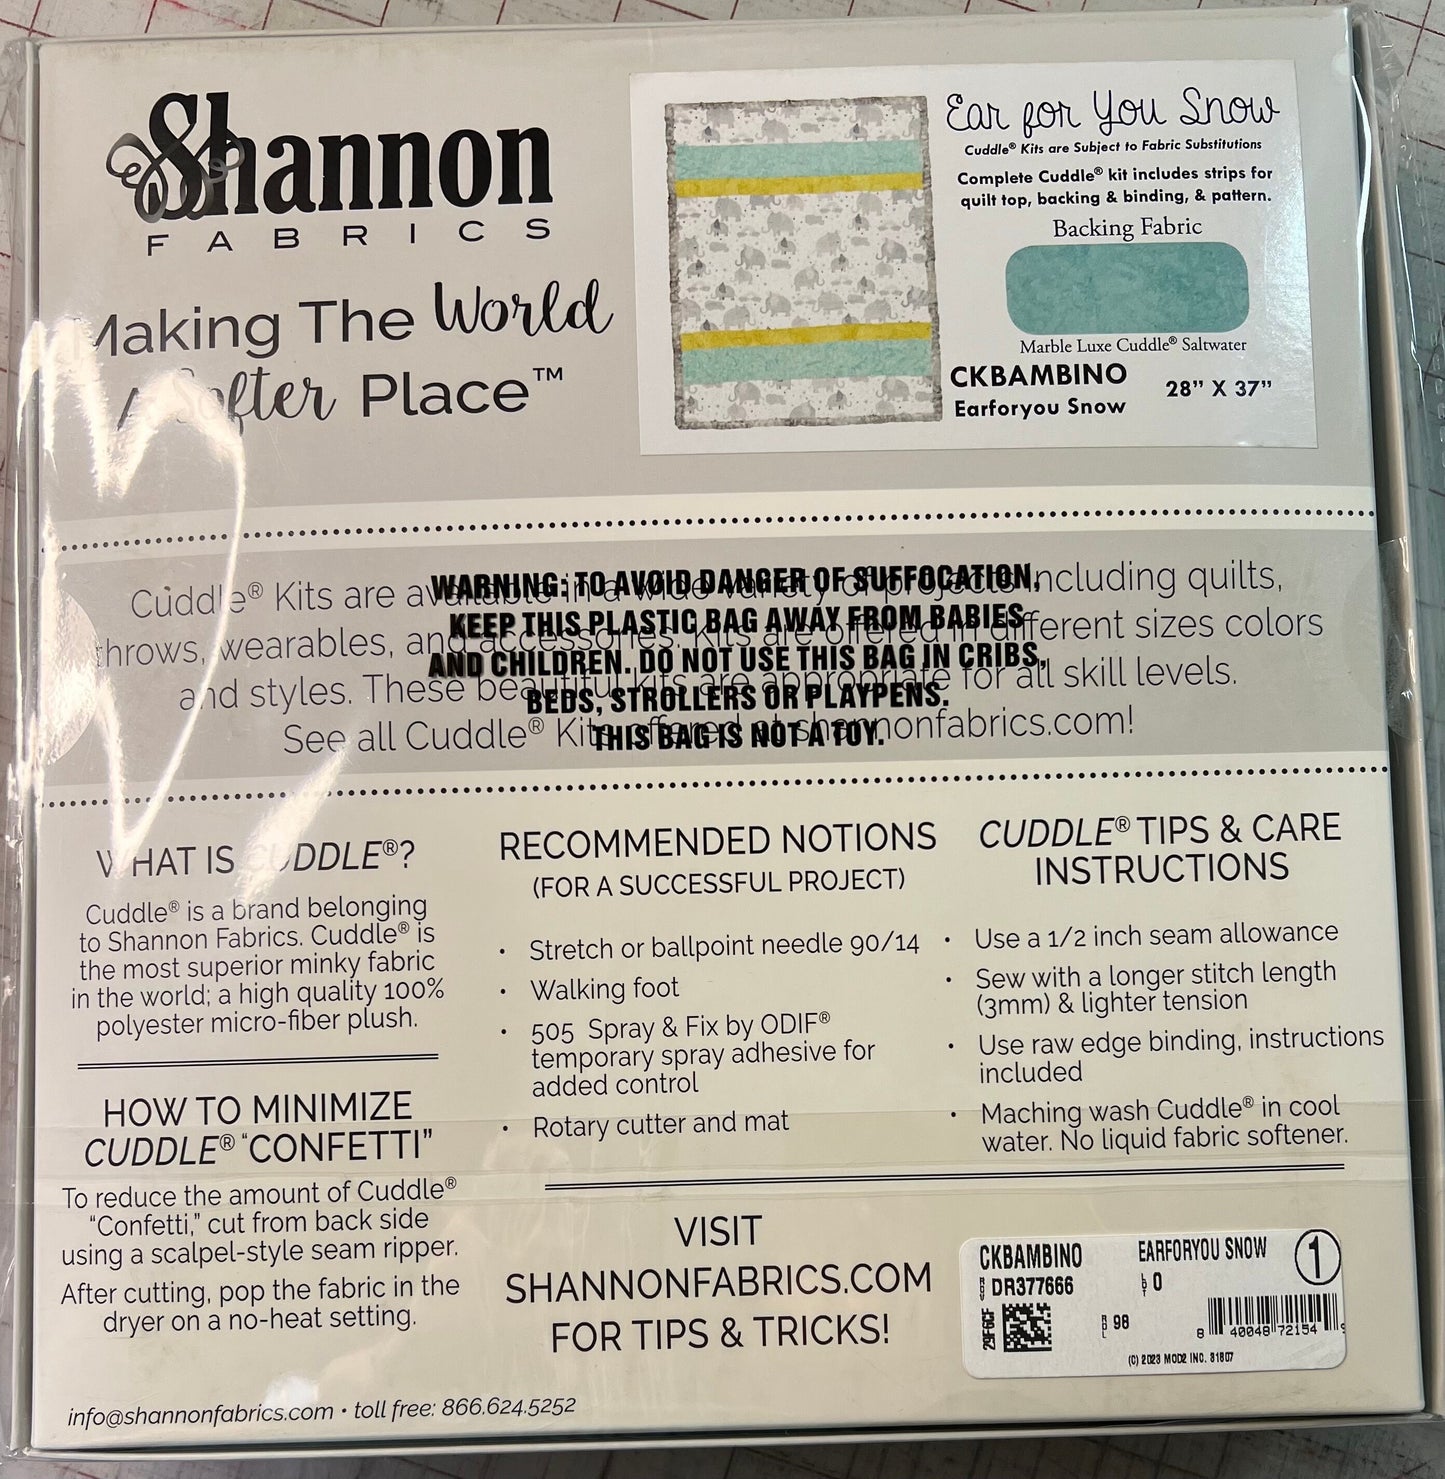 Shannon
FABRICS
Making The World
A Softer Place™
Ear for You Snow
Cuddle® Kits are Subject to Fabric Substitutions
Complete Cuddle® kit includes strips for
quilt top, backing & binding, & pattern.
Backing Fabric
Marble Luxe Cuddle® Saltwater
CKBAMBINO
28” X 37”
Earforyou Snow
Cuddle® Kits are available in a wide variety of projects including quilts,
throws, wearables, and accessories. Kits are offered in different sizes colors
and styles. These beautiful kits are appropriate for all skill levels.
See all Cuddle® Kits offered at shannonfabrics.com!
WARNING: TO AVOID DANGER OF SUFFOCATION,
KEEP THIS PLASTIC BAG AWAY FROM BABIES
AND CHILDREN. DO NOT USE THIS BAG IN CRIBS,
BEDS, STROLLERS OR PLAYPENS.
THIS BAG IS NOT A TOY.
WHAT IS CUDDLE®?
Cuddle® is a brand belonging
to Shannon Fabrics. Cuddle® is
the most superior minky fabric
in the world; a high quality 100%
polyester micro-fiber plush.
HOW TO MINIMIZE
CUDDLE® “CONFETTI”
To reduce the amount of Cuddle®
“Confetti,” cut from back side
using a scalpel-style seam ripper.
After cutting, pop the fabric in the
dryer on a no-heat setting.
RECOMMENDED NOTIONS
(FOR A SUCCESSFUL PROJECT)
• Stretch or ballpoint needle 90/14
• Walking foot
• 505 Spray & Fix by ODIF®
temporary spray adhesive for
added control
• Rotary cutter and mat
CUDDLE® TIPS & CARE
INSTRUCTIONS
• Use a 1/2 inch seam allowance
• Sew with a longer stitch length
(3mm) & lighter tension
• Use raw edge binding, instructions
included
• Maching wash Cuddle® in cool
water. No liquid fabric softener.
VISIT
SHANNONFABRICS.COM
FOR TIPS & TRICKS!
CKBAMBINO
EARFORYOU SNOW
1
DR377666
0
29F6CF
98
8 40048 72154 9
(C) 2023 MOD2 INC. 31807
info@shannonfabrics.com • toll free: 866.624.5252